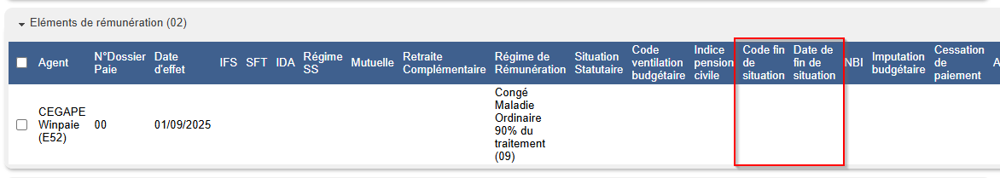 Eléments de rémunération (02)
Agent
N°Dossier
Paie
Date
d'effet
IFS
SFT
IDA
Régime
SS
Mutuelle
Retraite
Complémentaire
Régime de
Rémunération
Situation
Statutaire
Code
ventilation
budgétaire
Indice
pension
civile
Code fin
de
situation
Date de
fin de
situation
NBI
Imputation
budgétaire
Cessation
de
paiement
A
CEGAPE
Winpaie
(E52)
00
01/09/2025
Congé
Maladie
Ordinaire
90% du
traitement
(09)